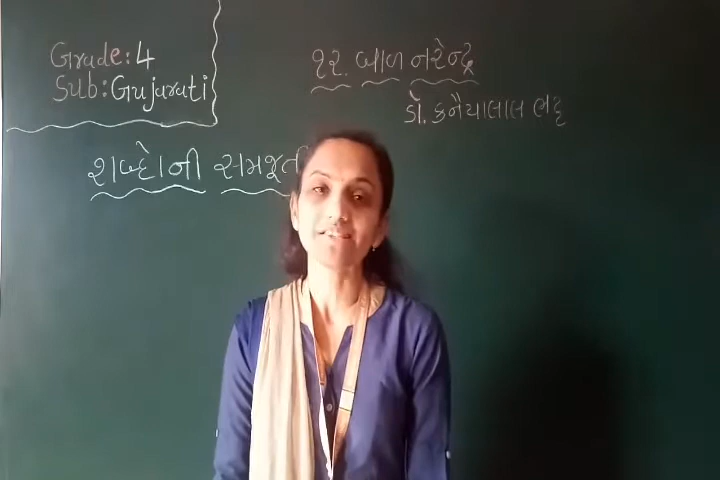 Grade: 4
Sub: Gujarati
૧૨. બાળ નરેન્દ્ર
ડૉ. કનૈયાલાલ ભટ્ટ
શબ્દોની સમજૂતી